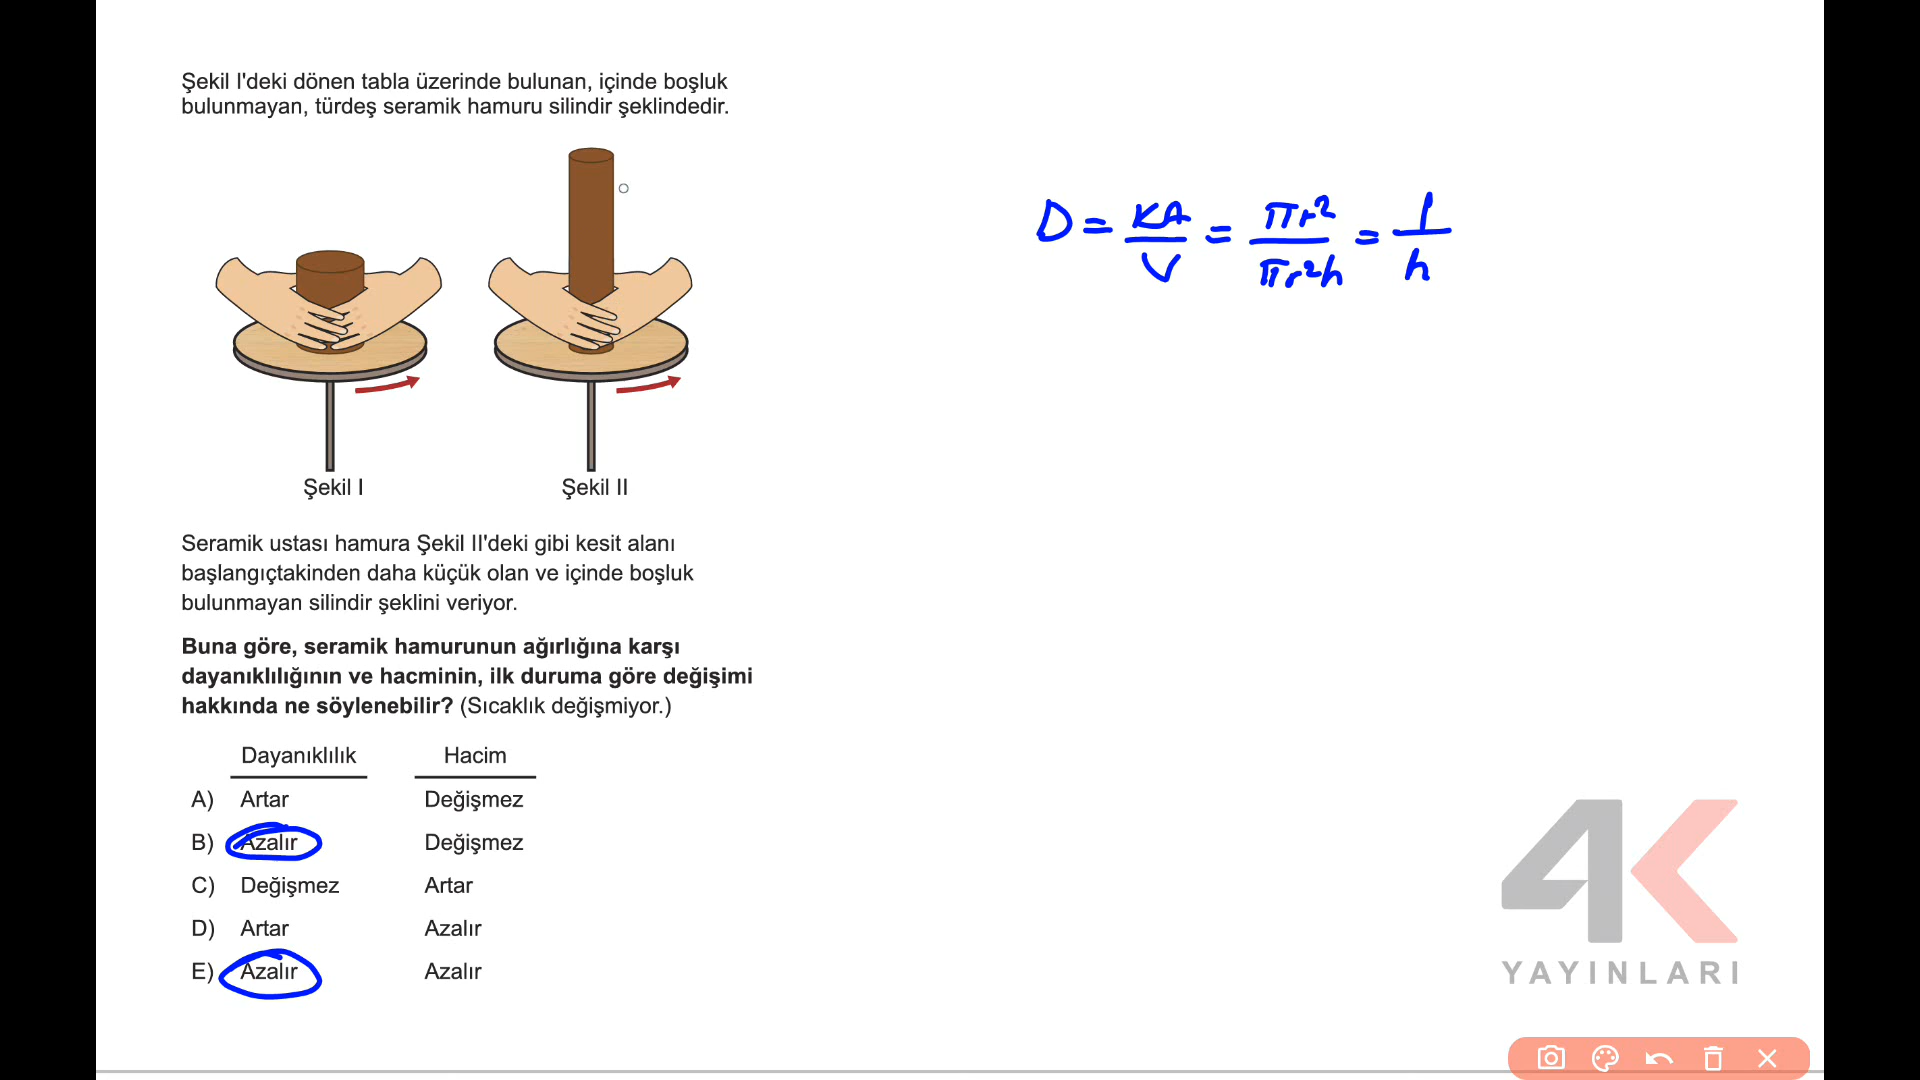 Şekil I'deki dönen tabla üzerinde bulunan, içinde boşluk
bulunmayan, türdeş seramik hamuru silindir şeklindedir.
D = KA / V = πr² / πr²h = 1 / h
Şekil I
Şekil II
Seramik ustası hamura Şekil II'deki gibi kesit alanı
başlangıçtakinden daha küçük olan ve içinde boşluk
bulunmayan silindir şeklini veriyor.
Buna göre, seramik hamurunun ağırlığına karşı
dayanıklılığının ve hacminin, ilk duruma göre değişimi
hakkında ne söylenebilir? (Sıcaklık değişmiyor.)
Dayanıklılık Hacim
A) Artar Değişmez
B) Azalır Değişmez
C) Değişmez Artar
D) Artar Azalır
E) Azalır Azalır
4K
YAYINLARI